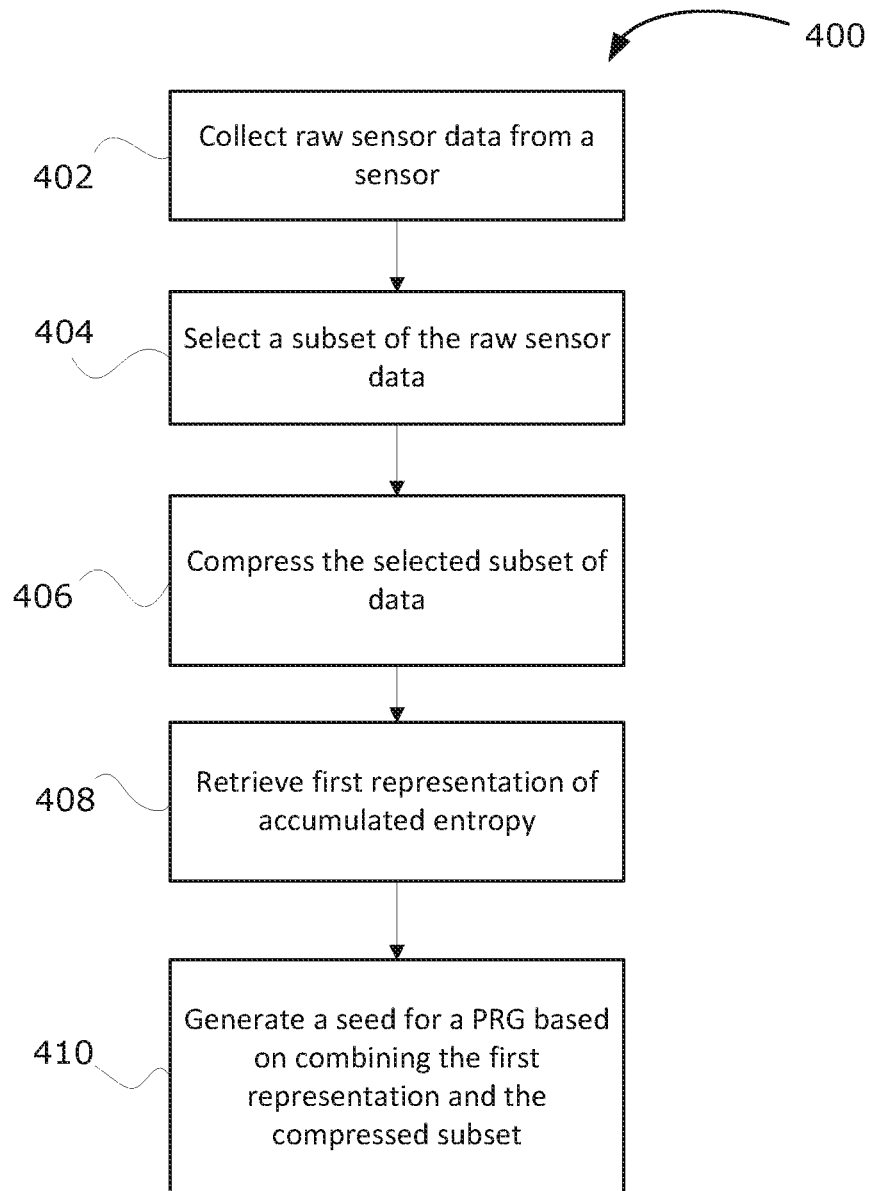 400
402
Collect raw sensor data from a
sensor
404
Select a subset of the raw sensor
data
406
Compress the selected subset of
data
408
Retrieve first representation of
accumulated entropy
410
Generate a seed for a PRG based
on combining the first
representation and the
compressed subset